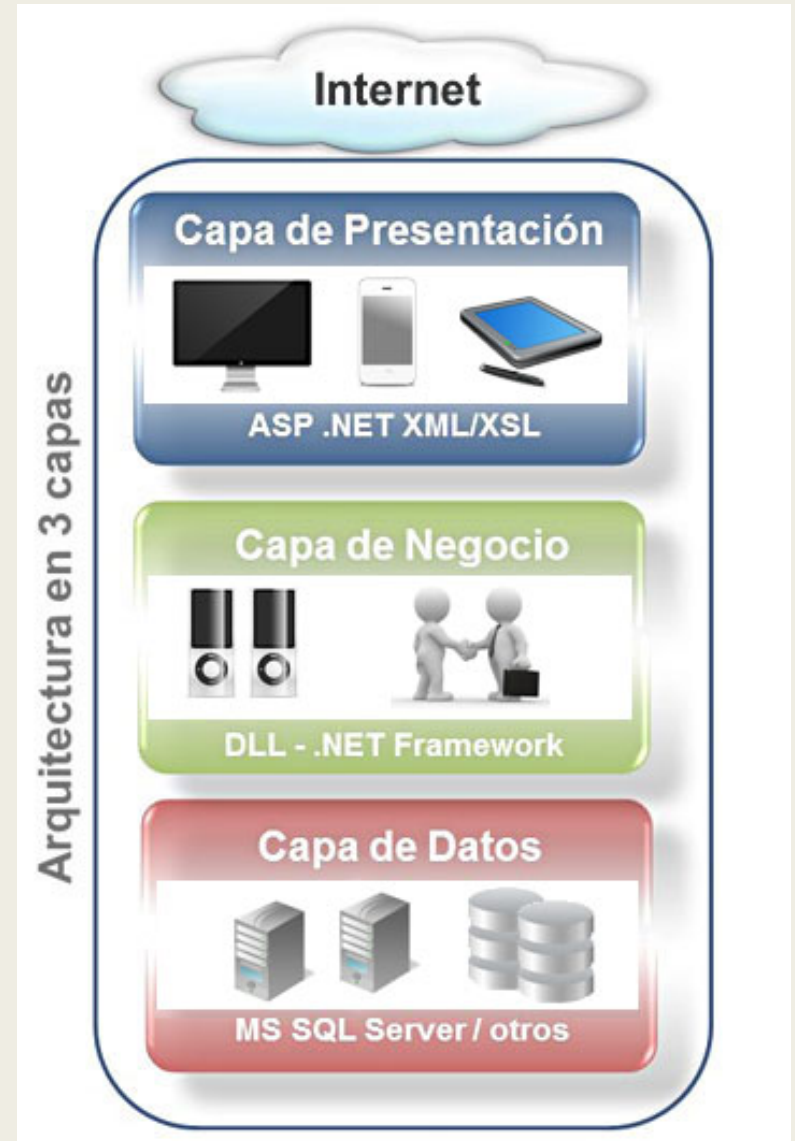 Internet
Arquitectura en 3 capas
Capa de Presentación
ASP .NET XML/XSL
Capa de Negocio
DLL - .NET Framework
Capa de Datos
MS SQL Server / otros